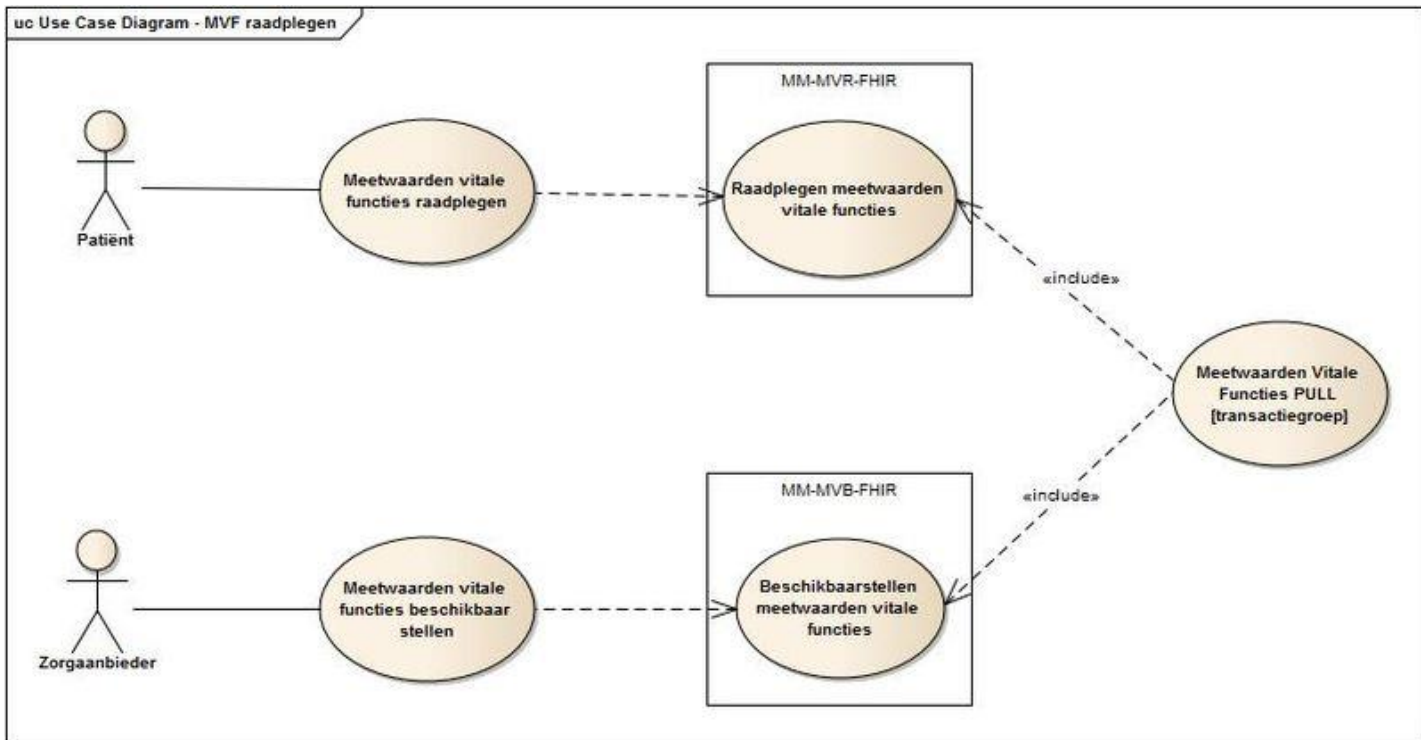 uc Use Case Diagram - MVF raadplegen
MM-MVR-FHIR
Patiënt
Meetwaarden vitale
functies raadplegen
Raadplegen meetwaarden
vitale functies
«include»
Meetwaarden Vitale
Functies PULL
[transactiegroep]
«include»
MM-MVB-FHIR
Zorgaanbieder
Meetwaarden vitale
functies beschikbaar
stellen
Beschikbaarstellen
meetwaarden vitale
functies